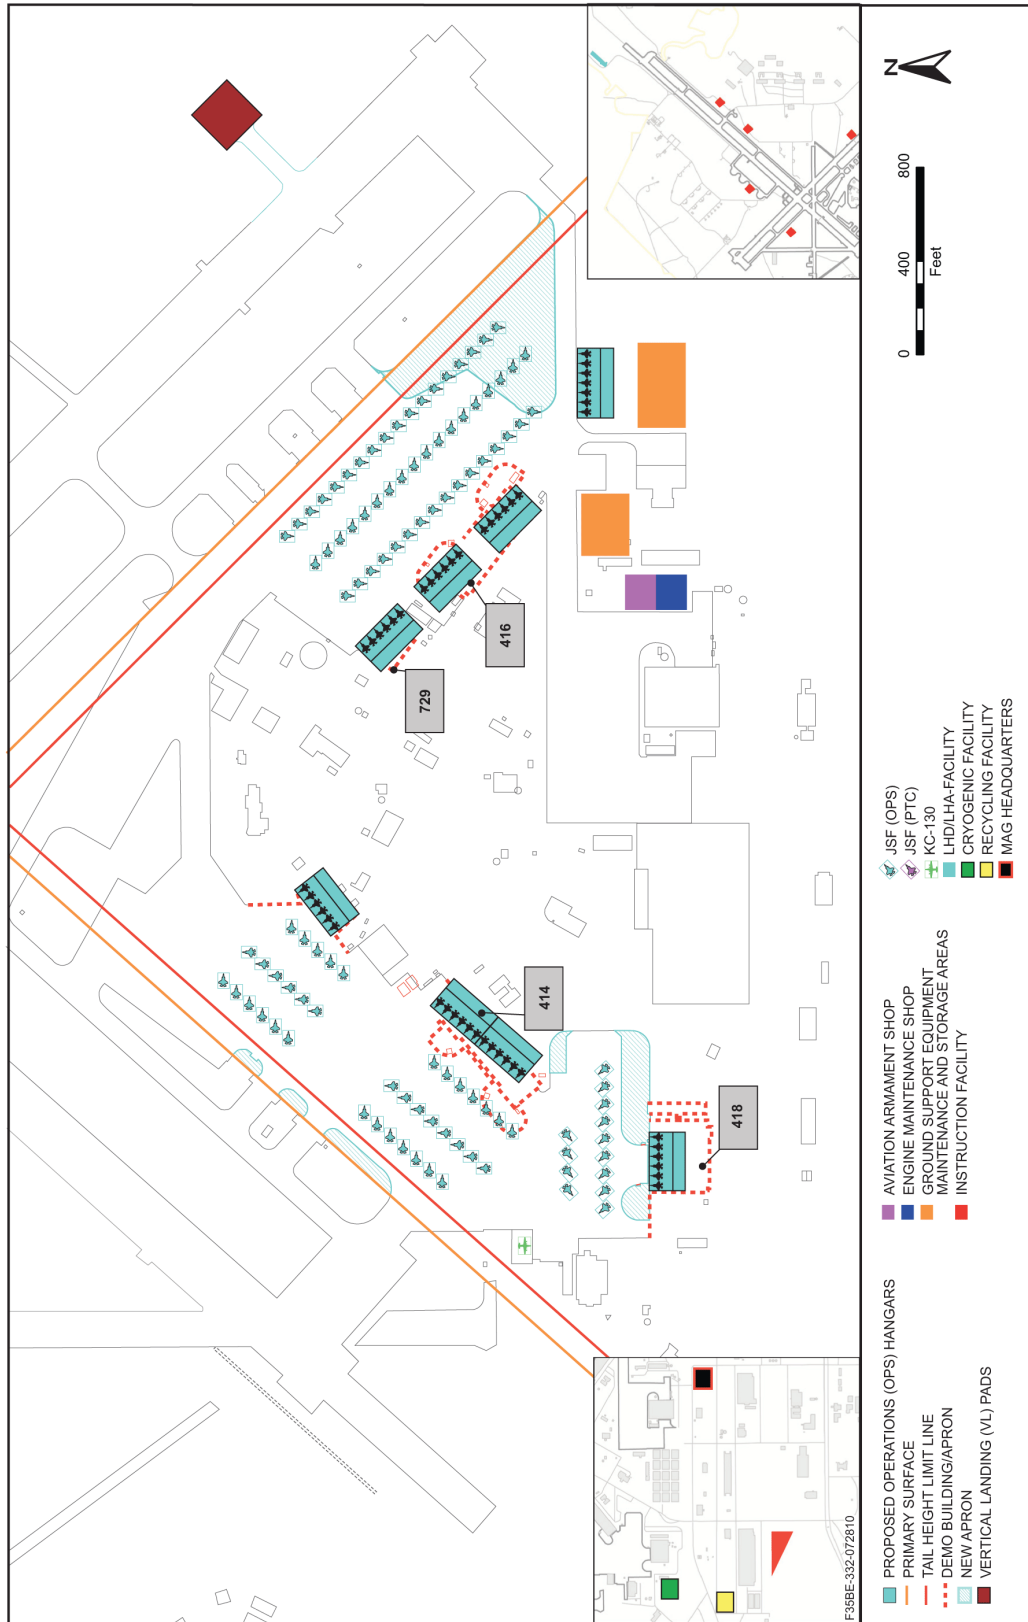 729
416
414
418
F35BE-332-072810
PROPOSED OPERATIONS (OPS) HANGARS
PRIMARY SURFACE
TAIL HEIGHT LIMIT LINE
DEMO BUILDING/APRON
NEW APRON
VERTICAL LANDING (VL) PADS
AVIATION ARMAMENT SHOP
ENGINE MAINTENANCE SHOP
GROUND SUPPORT EQUIPMENT
MAINTENANCE AND STORAGE AREAS
INSTRUCTION FACILITY
JSF (OPS)
JSF (PTC)
KC-130
LHD/LHA-FACILITY
CRYOGENIC FACILITY
RECYCLING FACILITY
MAG HEADQUARTERS
0 400 800
Feet
N